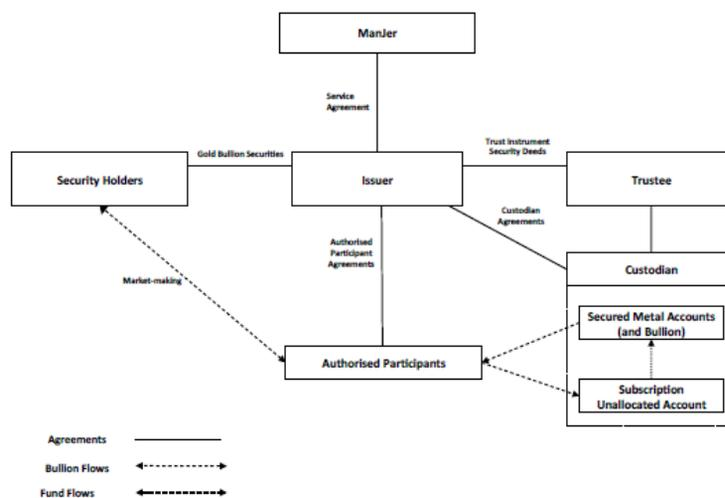 ManJer
Service
Agreement
Gold Bullion Securities
Trust Instrument
Security Deeds
Security Holders
Issuer
Trustee
Custodian
Agreements
Authorised
Participant
Agreements
Custodian
Market-making
Secured Metal Accounts
(and Bullion)
Authorised Participants
Subscription
Unallocated Account
Agreements
Bullion Flows
Fund Flows